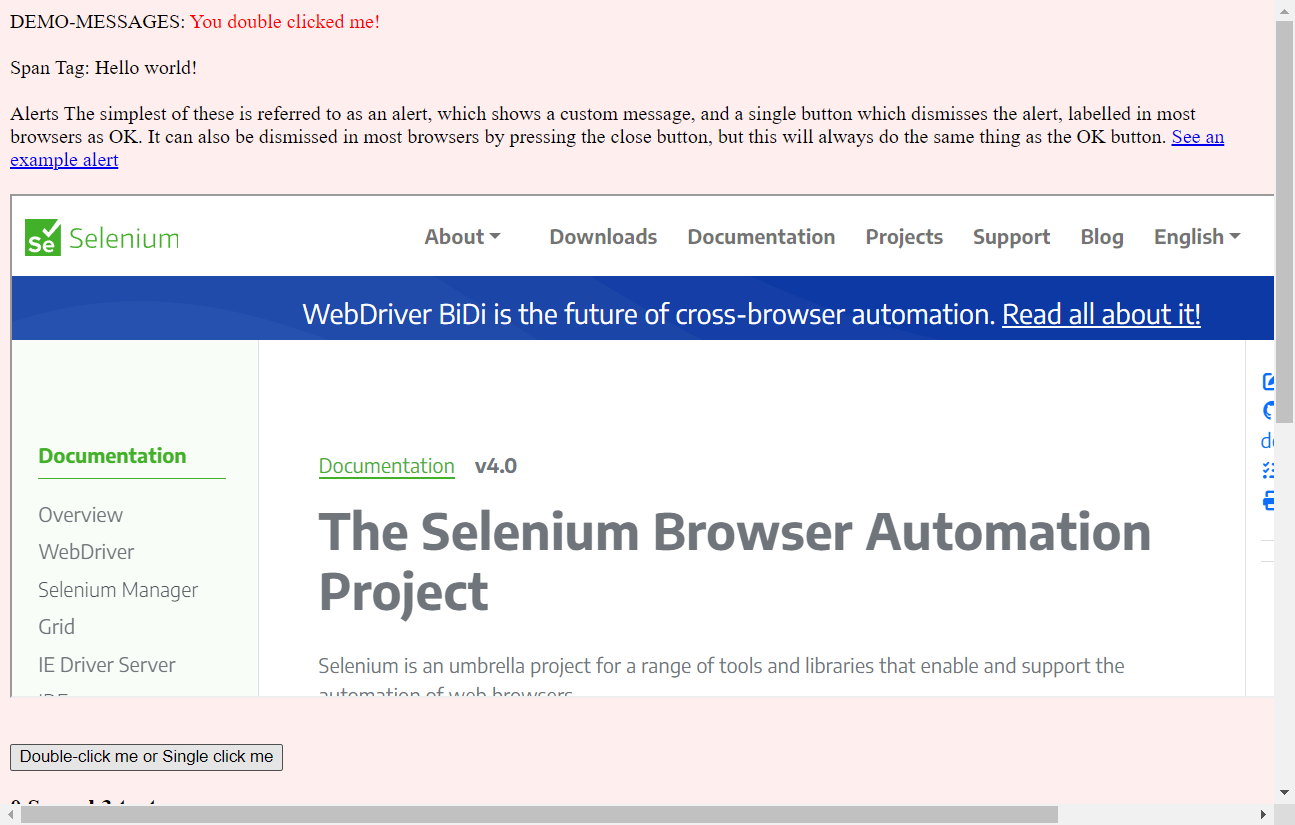 DEMO-MESSAGES: You double clicked me!
Span Tag: Hello world!
Alerts The simplest of these is referred to as an alert, which shows a custom message, and a single button which dismisses the alert, labelled in most
browsers as OK. It can also be dismissed in most browsers by pressing the close button, but this will always do the same thing as the OK button. See an
example alert
Se Selenium
About Downloads Documentation Projects Support Blog English
WebDriver BiDi is the future of cross-browser automation. Read all about it!
Documentation
Overview
WebDriver
Selenium Manager
Grid
IE Driver Server
Documentation v4.0
The Selenium Browser Automation
Project
Selenium is an umbrella project for a range of tools and libraries that enable and support the
automation of web browsers
Double-click me or Single click me